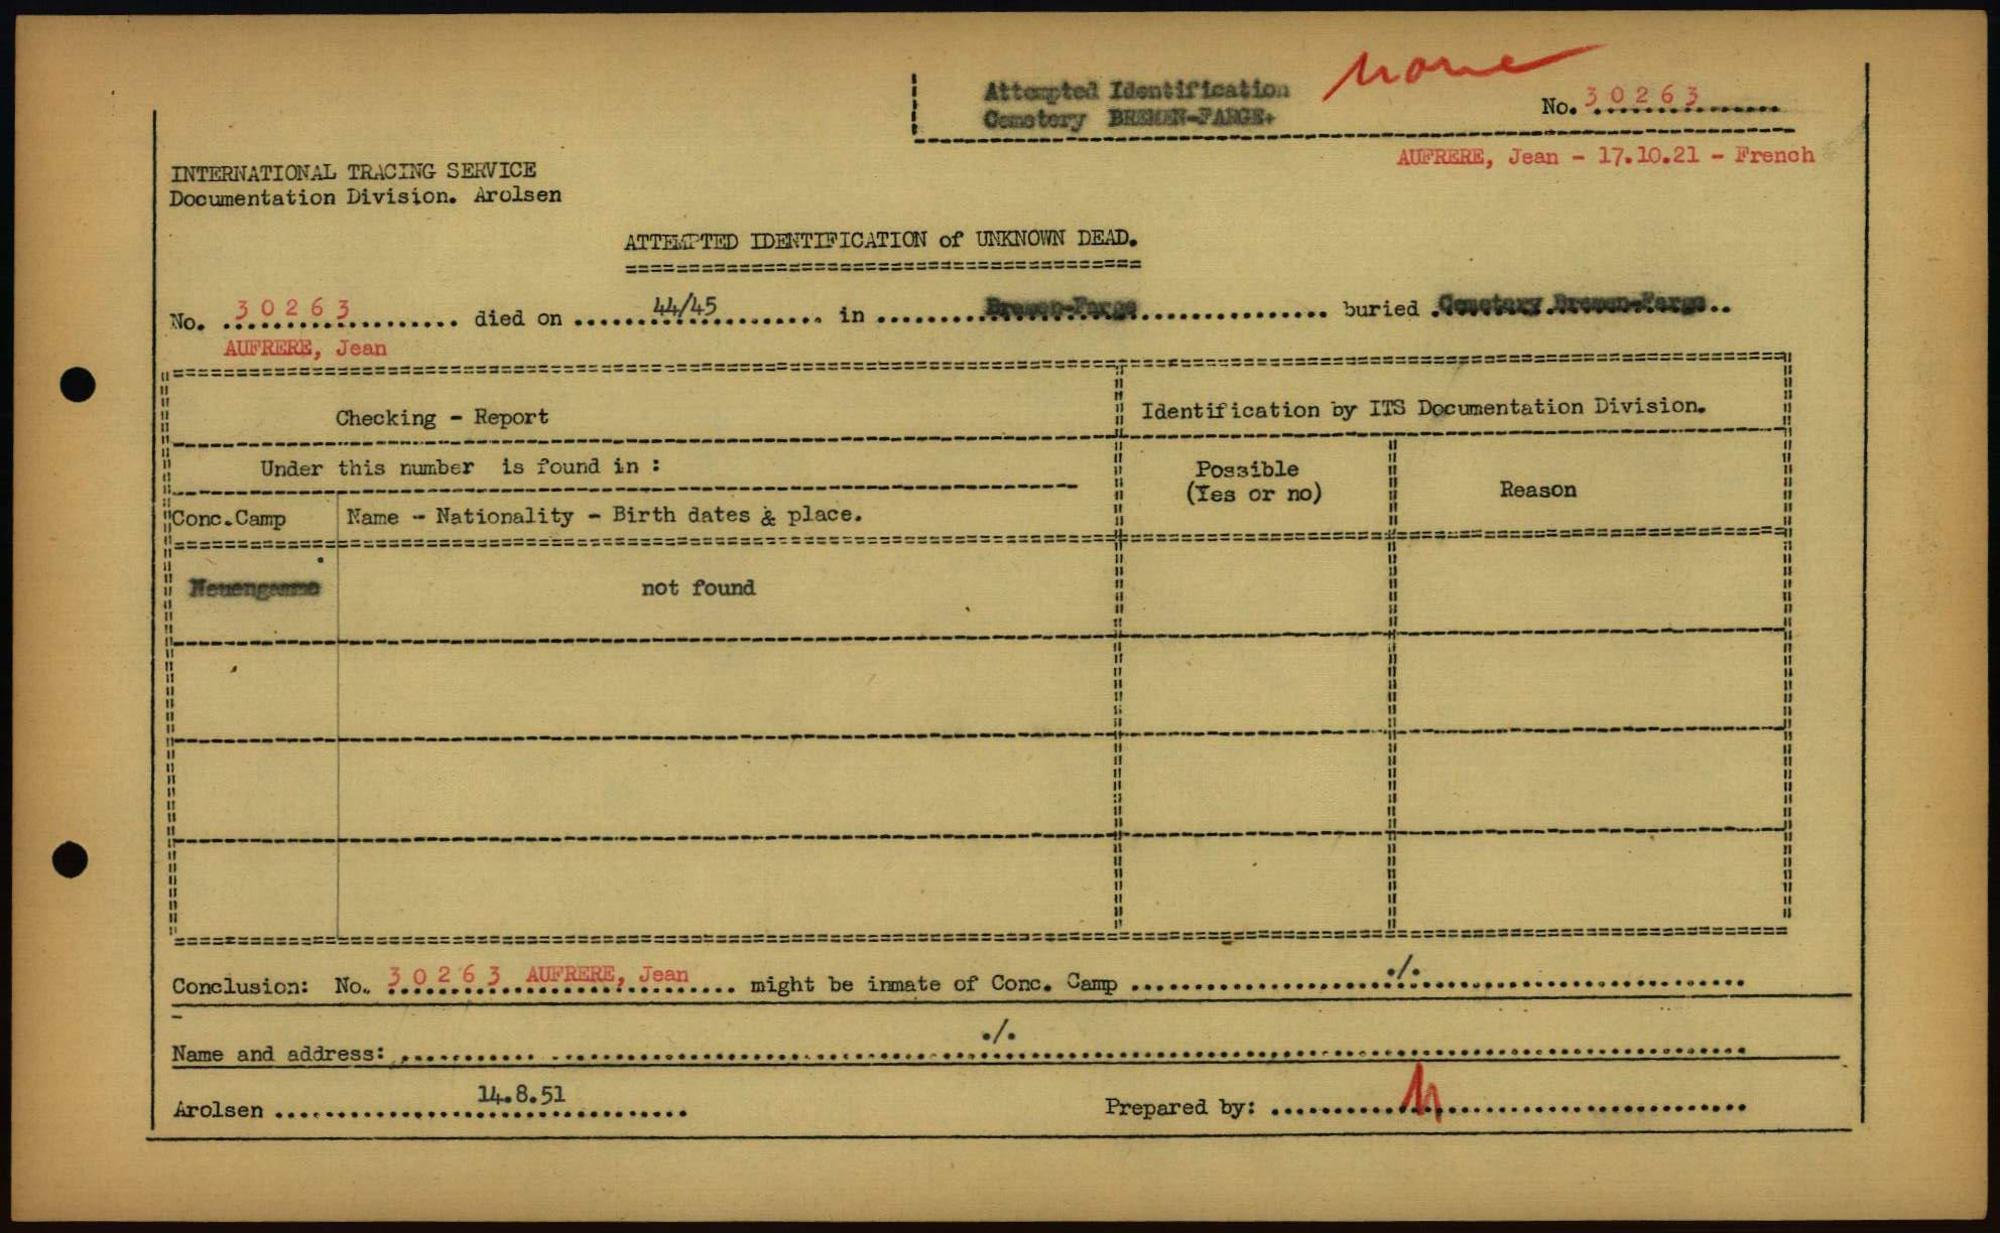 none
Attempted Identification
Cemetery BREMEN-FARGE.
No. 30263
AUFRERE, Jean - 17.10.21 - French
INTERNATIONAL TRACING SERVICE
Documentation Division. Arolsen
ATTEMPTED IDENTIFICATION of UNKNOWN DEAD.
No. 30263 died on 44/45 in Bremen-Farge buried Cemetary Bremen-Farge..
AUFRERE, Jean
Checking - Report
Identification by ITS Documentation Division.
Under this number is found in :
Possible
(Yes or no)
Reason
Conc.Camp
Name - Nationality - Birth dates & place.
Neuengamme
not found
Conclusion: No. 30263 AUFRERE, Jean might be inmate of Conc. Camp ./.
Name and address: ./.
Arolsen 14.8.51
Prepared by: